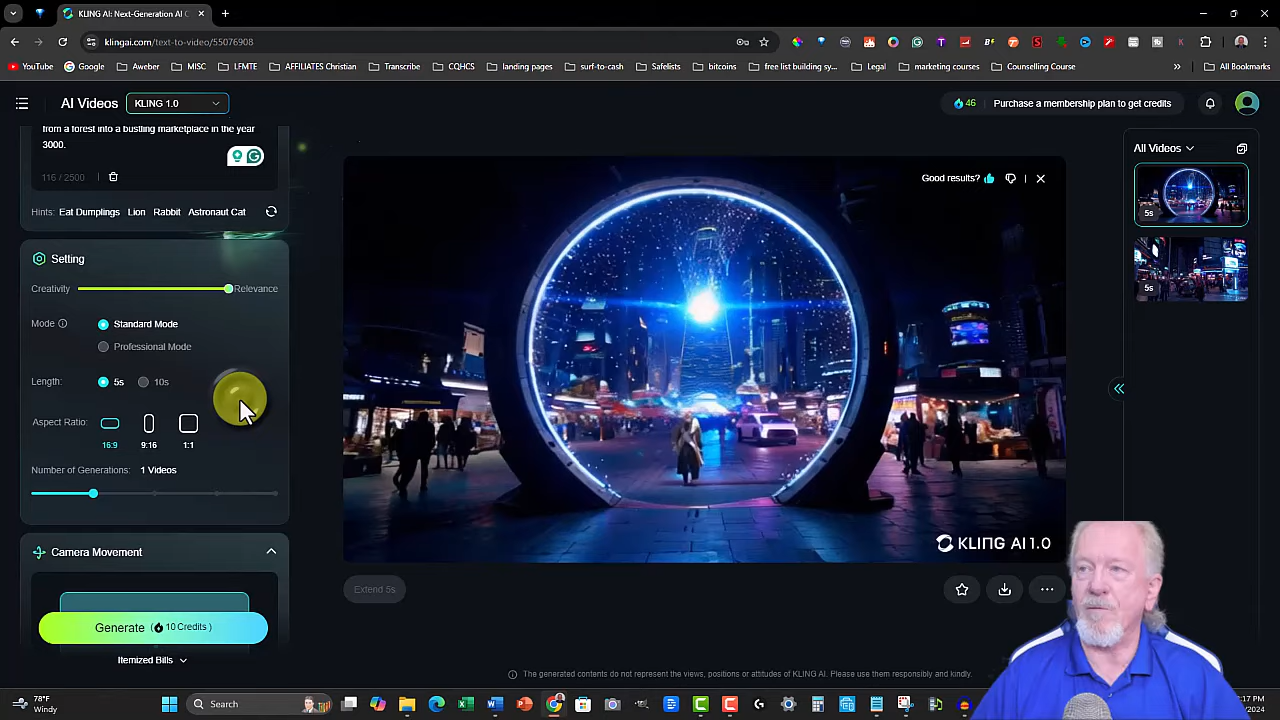 KLING AI: Next-Generation AI C
klingai.com/text-to-video/55076908
YouTube
Google
Aweber
MISC
LFMTE
AFFILIATES Christian
Transcribe
CQHCS
landing pages
surf-to-cash
Safelists
bitcoins
free list building sy...
Legal
marketing courses
Counselling Course
All Bookmarks
AI Videos
KLING 1.0
46
Purchase a membership plan to get credits
from a forest into a bustling marketplace in the year
3000.
116 / 2500
Hints: Eat Dumplings Lion Rabbit Astronaut Cat
Setting
Creativity
Relevance
Mode
Standard Mode
Professional Mode
Length:
5s
10s
Aspect Ratio:
16:9
9:16
1:1
Number of Generations: 1 Videos
Camera Movement
Generate (10 Credits)
Itemized Bills
Good results?
KLING AI 1.0
Extend 5s
The generated contents do not represent the views, positions or attitudes of KLING AI. Please use them responsibly and kindly.
All Videos
5s
5s
78°F
Windy
Search